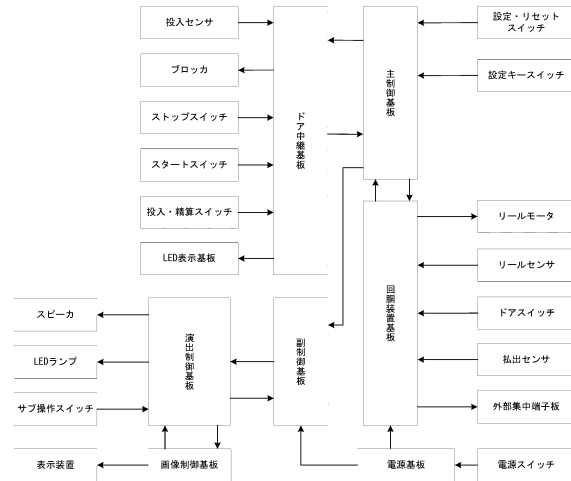 投入センサ
ブロッカ
ストップスイッチ
スタートスイッチ
投入・精算スイッチ
LED表示基板
ドア中継基板
主制御基板
設定・リセット
スイッチ
設定キースイッチ
リールモータ
リールセンサ
ドアスイッチ
払出センサ
外部集中端子板
回胴装置基板
スピーカ
LEDランプ
サブ操作スイッチ
演出制御基板
副制御基板
表示装置
画像制御基板
電源基板
電源スイッチ